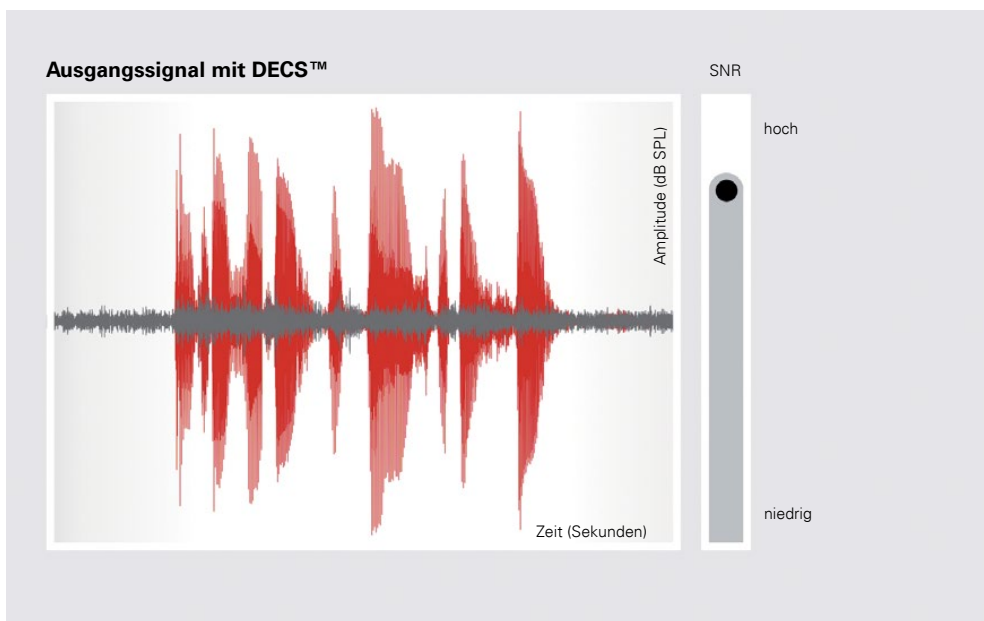 Ausgangssignal mit DECS™
SNR
hoch
Amplitude (dB SPL)
Zeit (Sekunden)
niedrig